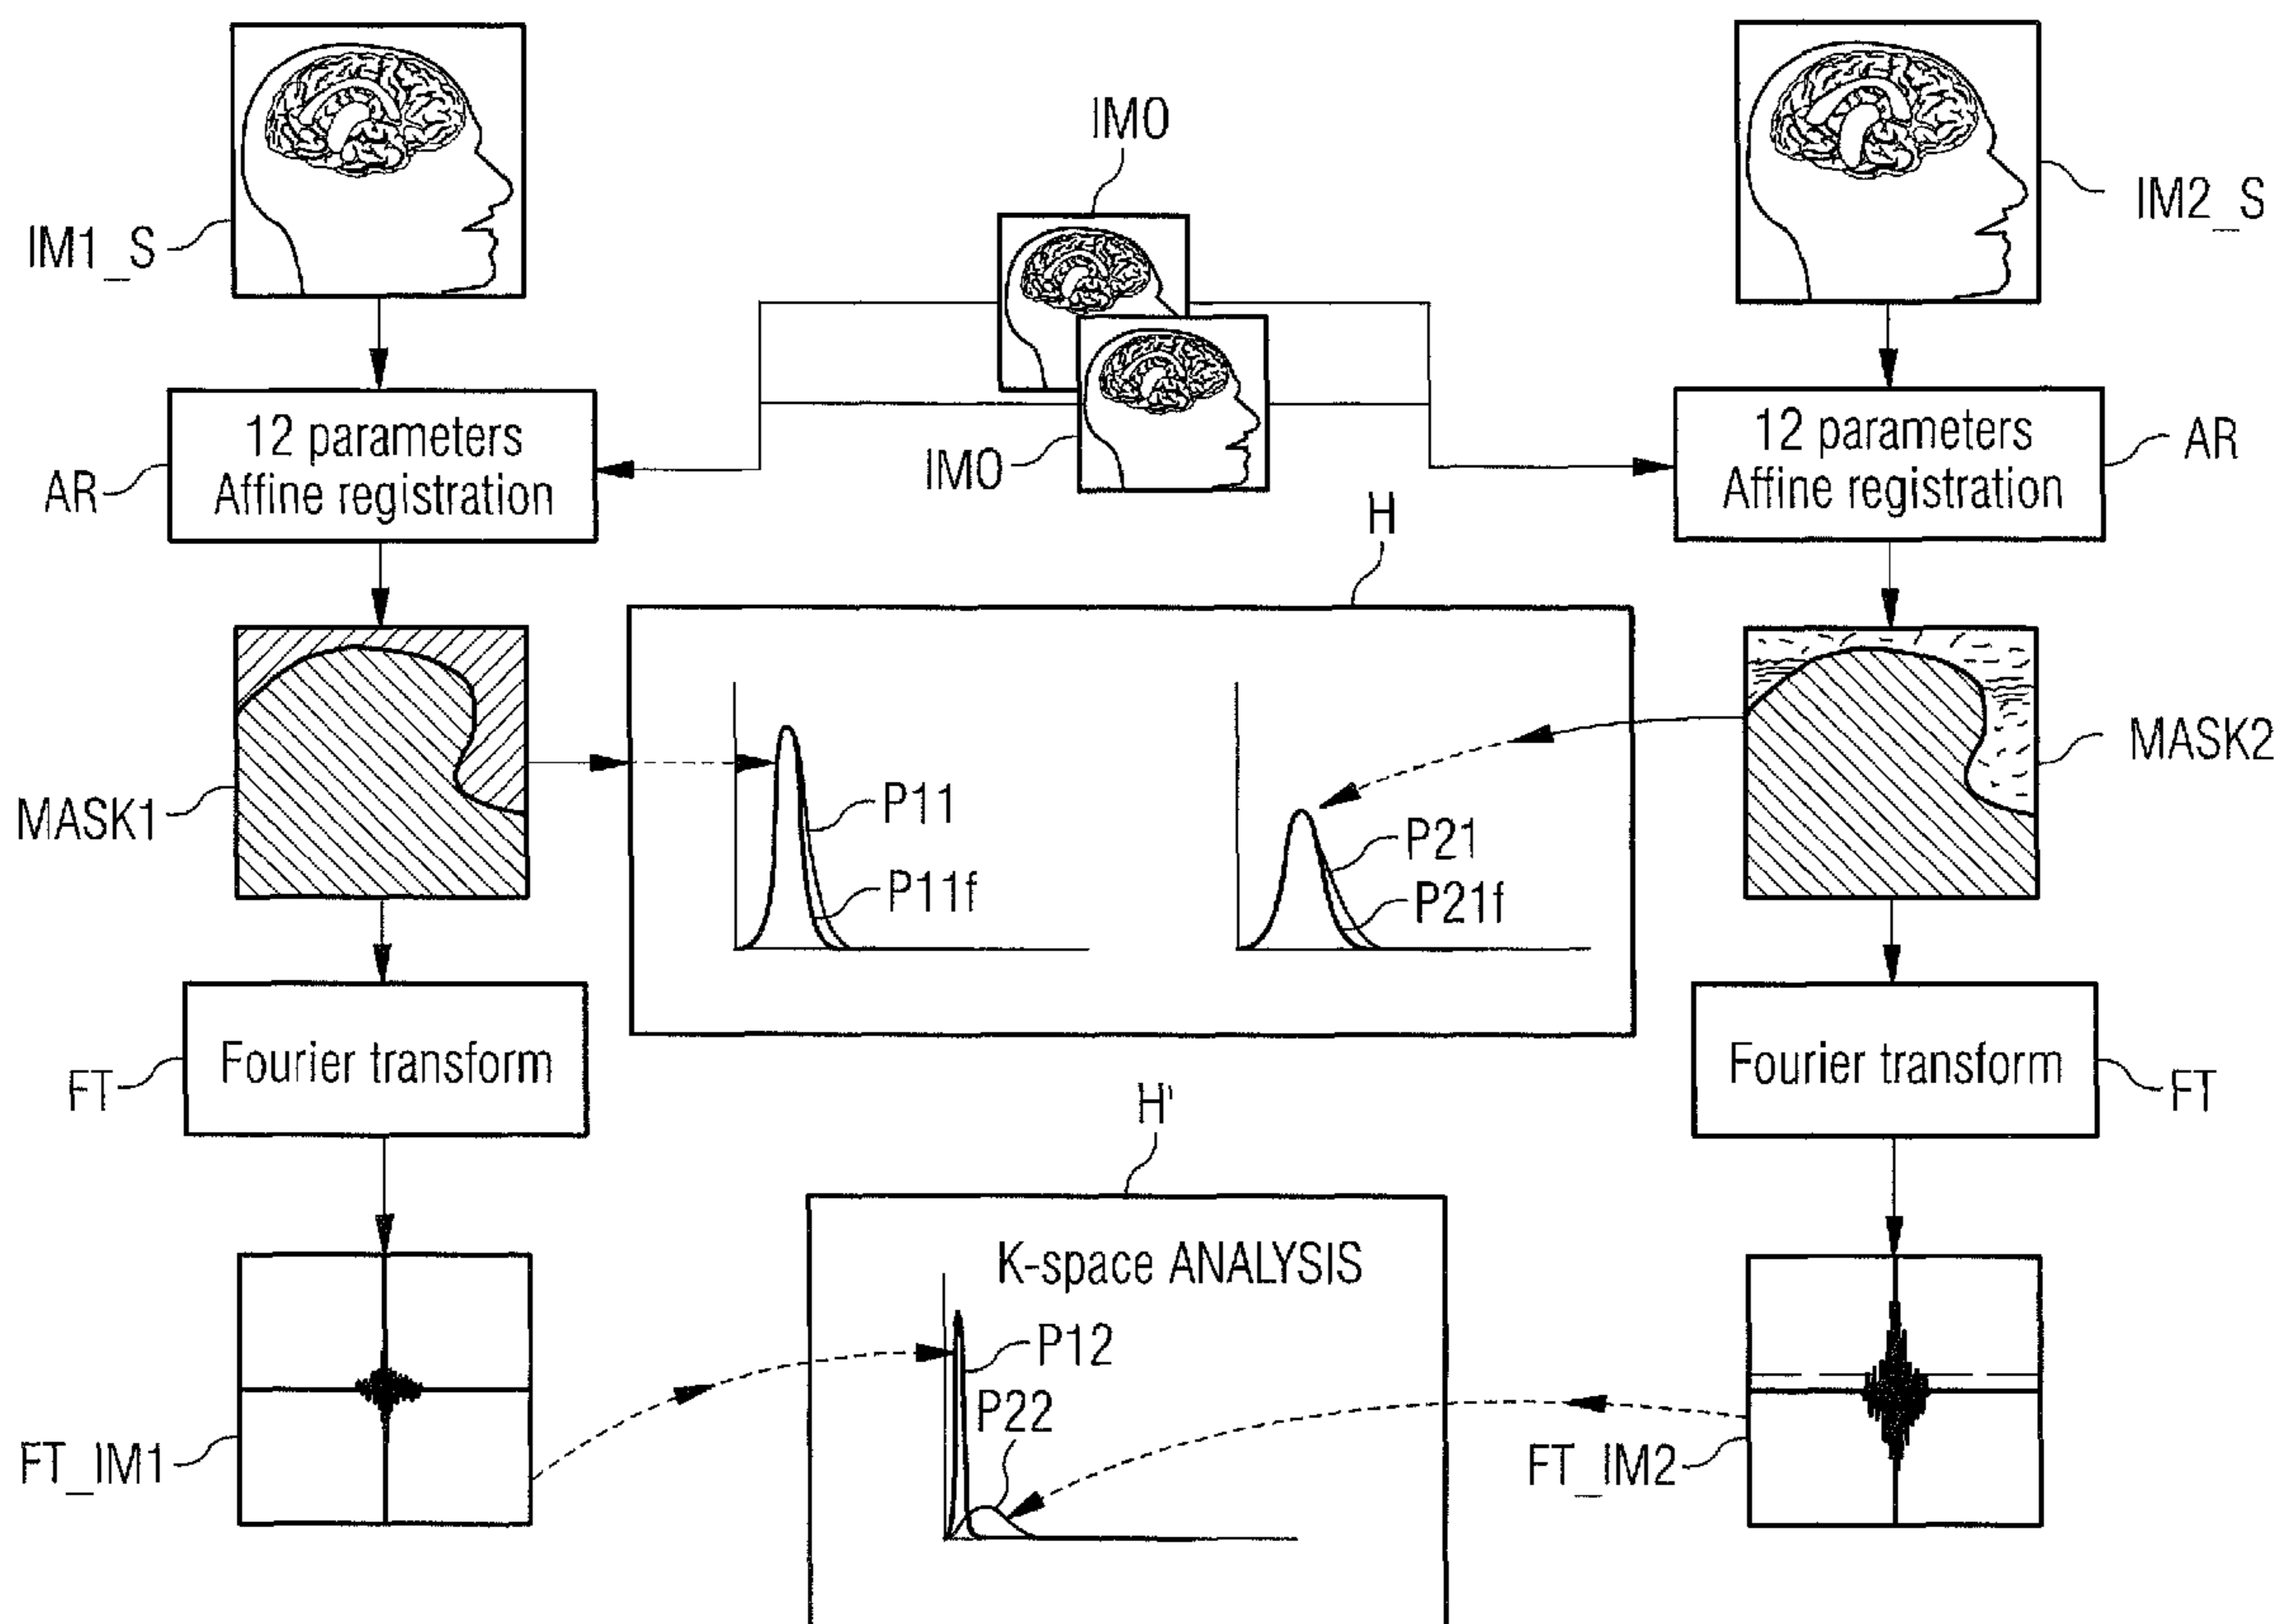 IM0
IM1_S
IM2_S
12 parameters
Affine registration
AR
IM0
12 parameters
Affine registration
AR
H
MASK1
P11
P11f
P21
P21f
MASK2
Fourier transform
FT
Fourier transform
FT
H'
K-space ANALYSIS
P12
P22
FT_IM1
FT_IM2